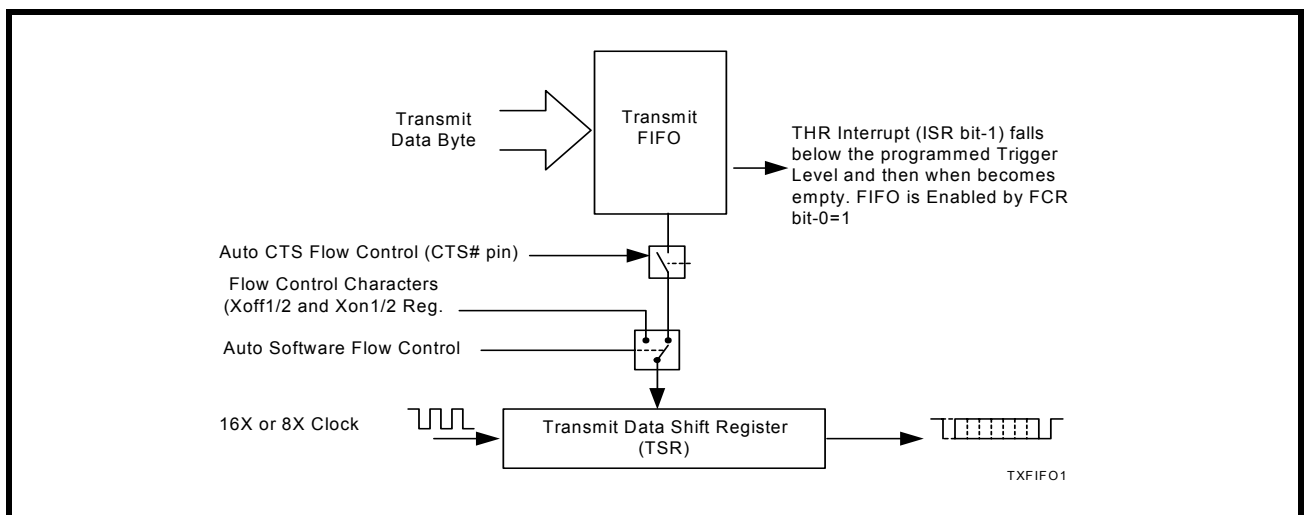 Transmit
Data Byte
Transmit
FIFO
THR Interrupt (ISR bit-1) falls
below the programmed Trigger
Level and then when becomes
empty. FIFO is Enabled by FCR
bit-0=1
Auto CTS Flow Control (CTS# pin)
Flow Control Characters
(Xoff1/2 and Xon1/2 Reg.
Auto Software Flow Control
16X or 8X Clock
Transmit Data Shift Register
(TSR)
TXFIFO1